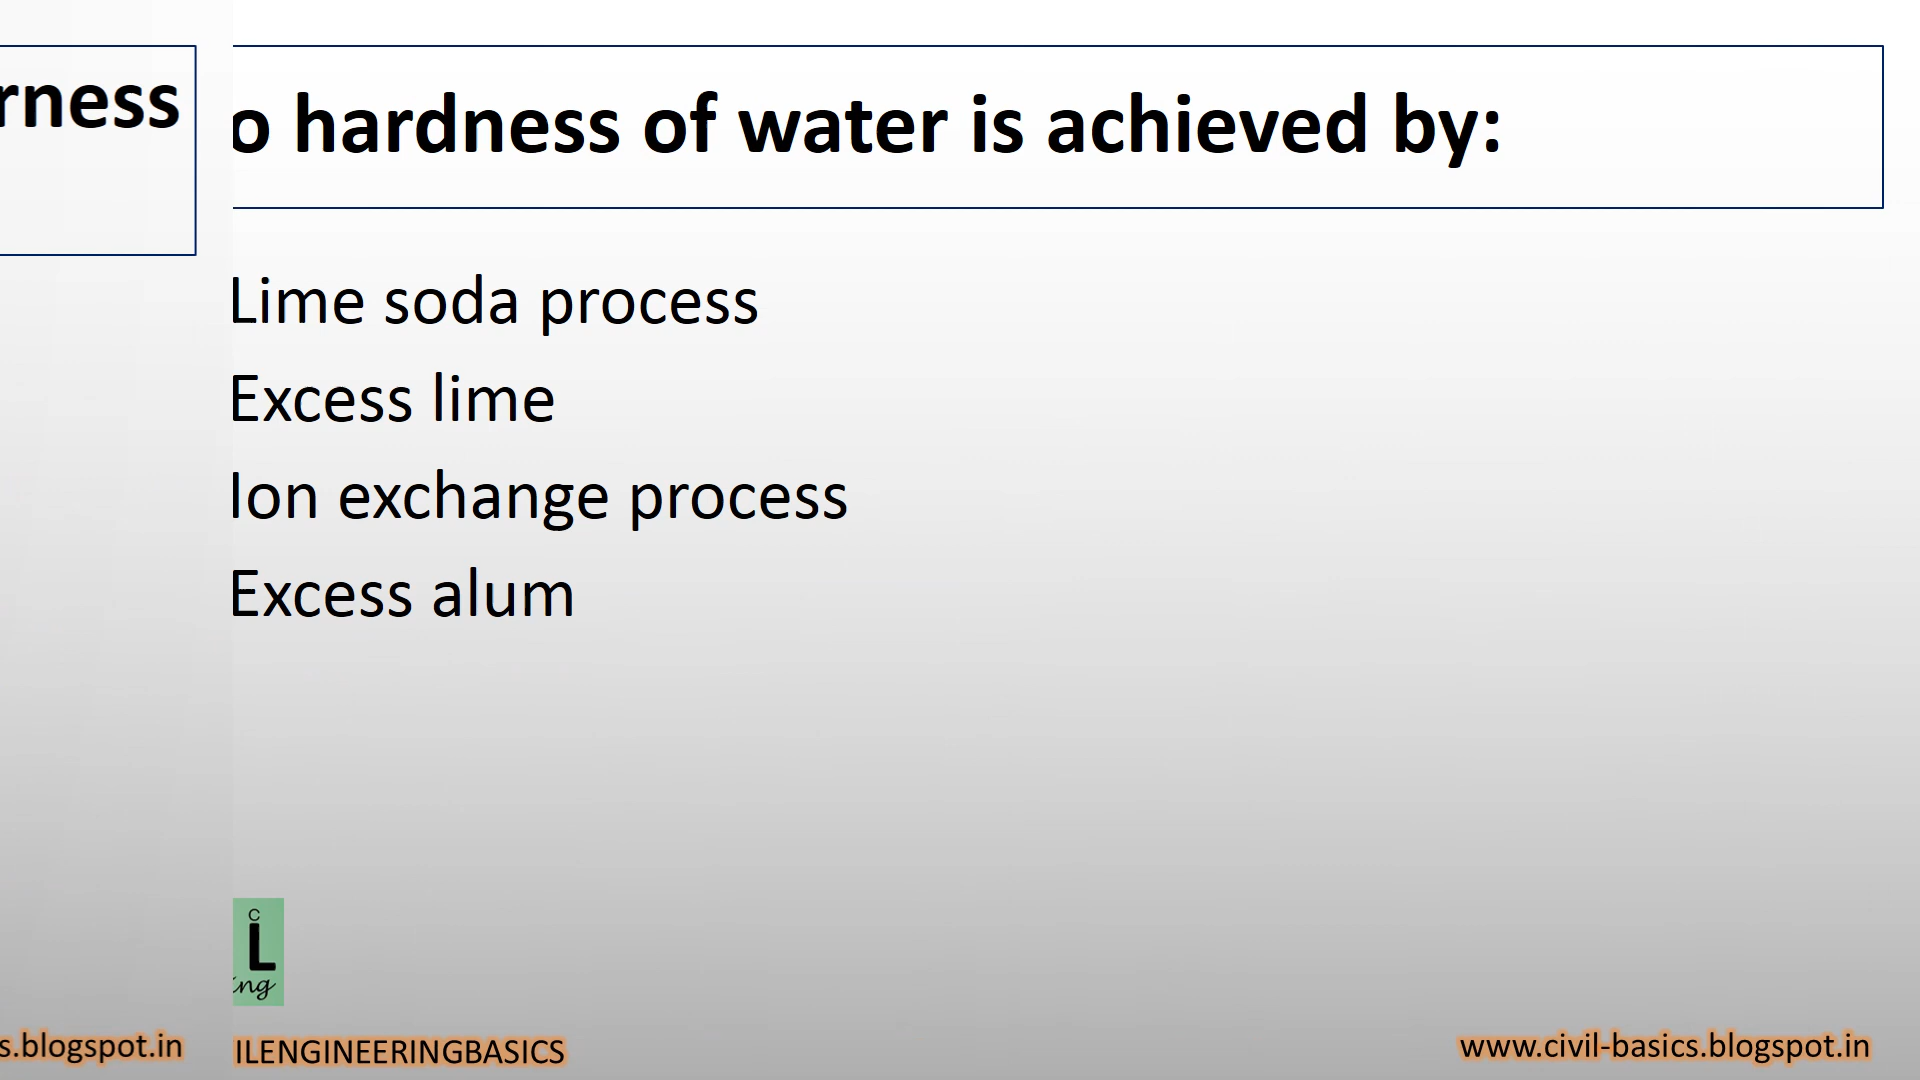 rness
o hardness of water is achieved by:
Lime soda process
Excess lime
Ion exchange process
Excess alum
C
L
ing
s.blogspot.in
ILENGINEERINGBASICS
www.civil-basics.blogspot.in